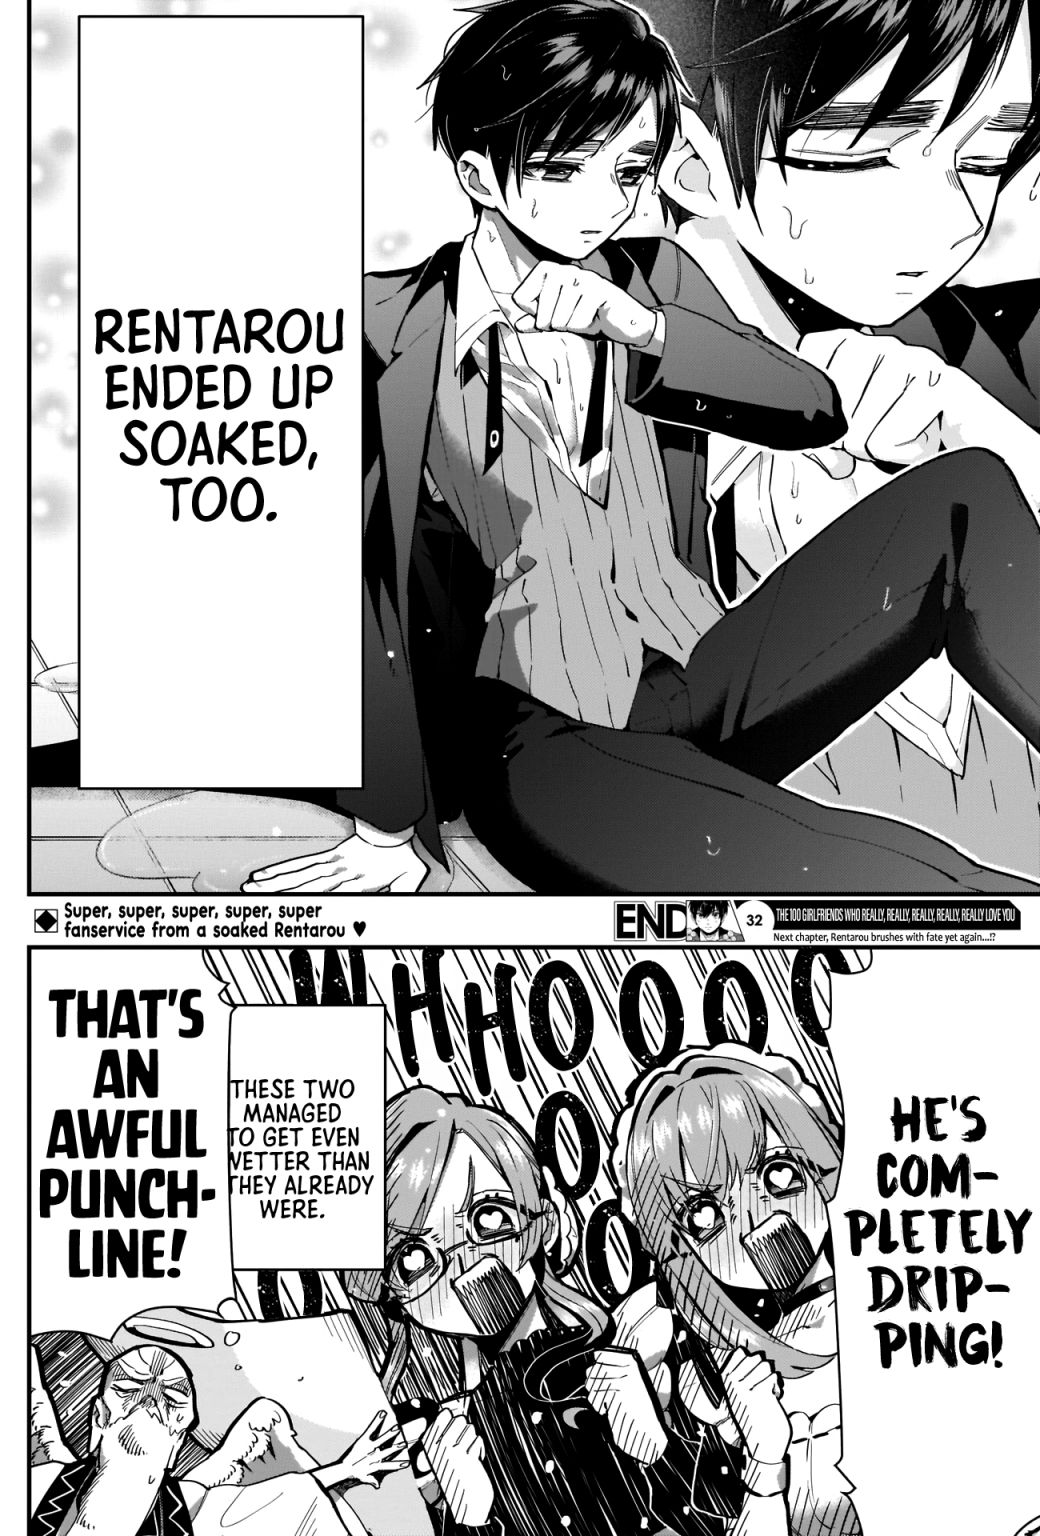 RENTAROU
ENDED UP
SOAKED,
TOO.
Super, super, super, super, super
fanservice from a soaked Rentarou ♥
END
32
THE 100 GIRLFRIENDS WHO REALLY, REALLY, REALLY, REALLY, REALLY LOVE YOU
Next chapter, Rentarou brushes with fate yet again...!?
WHHOOOO
OOO
O
HE'S
COM-
PLETELY
DRIP-
PING!
THESE TWO
MANAGED
TO GET EVEN
WETTER THAN
THEY ALREADY
WERE.
THAT'S
AN
AWFUL
PUNCH-
LINE!